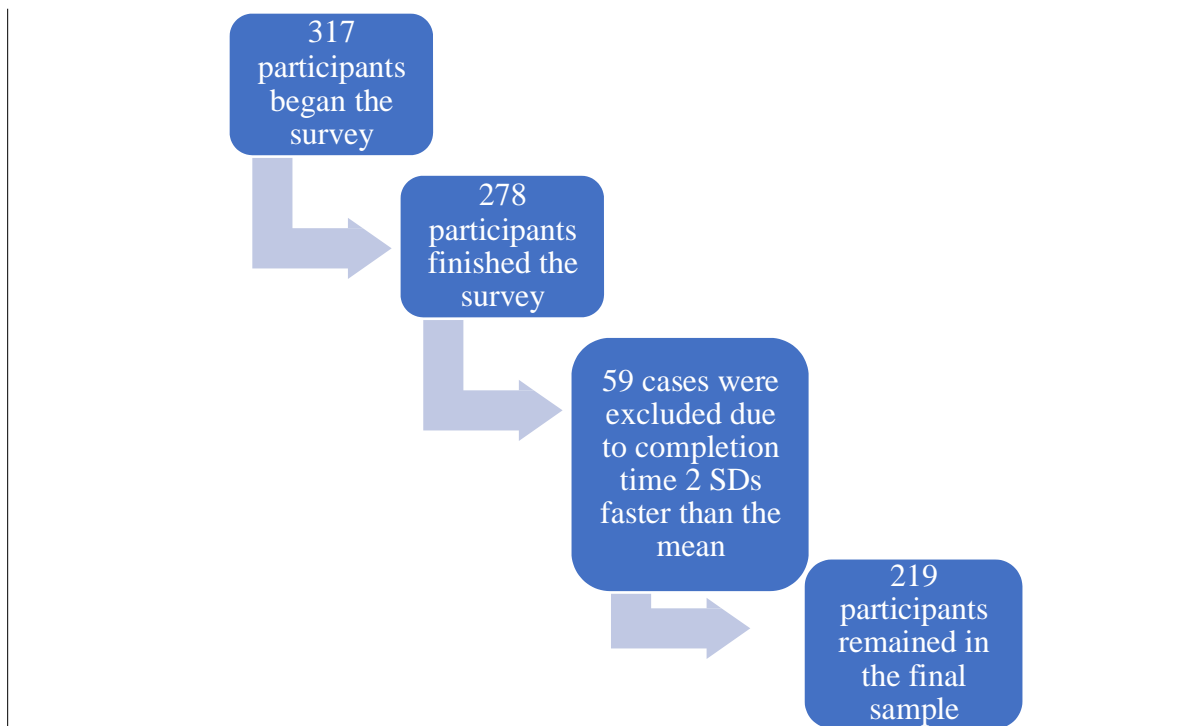 317
participants
began the
survey
278
participants
finished the
survey
59 cases were
excluded due
to completion
time 2 SDs
faster than the
mean
219
participants
remained in
the final
sample